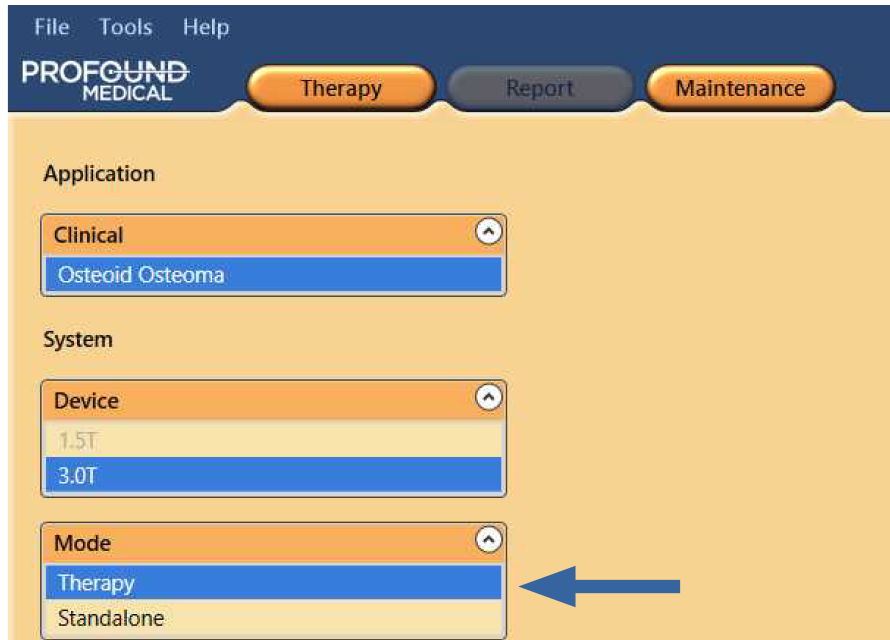 File Tools Help
PROFOUND
MEDICAL
Therapy Report Maintenance
Application
Clinical
Osteoid Osteoma
System
Device
1.5T
3.0T
Mode
Therapy
Standalone